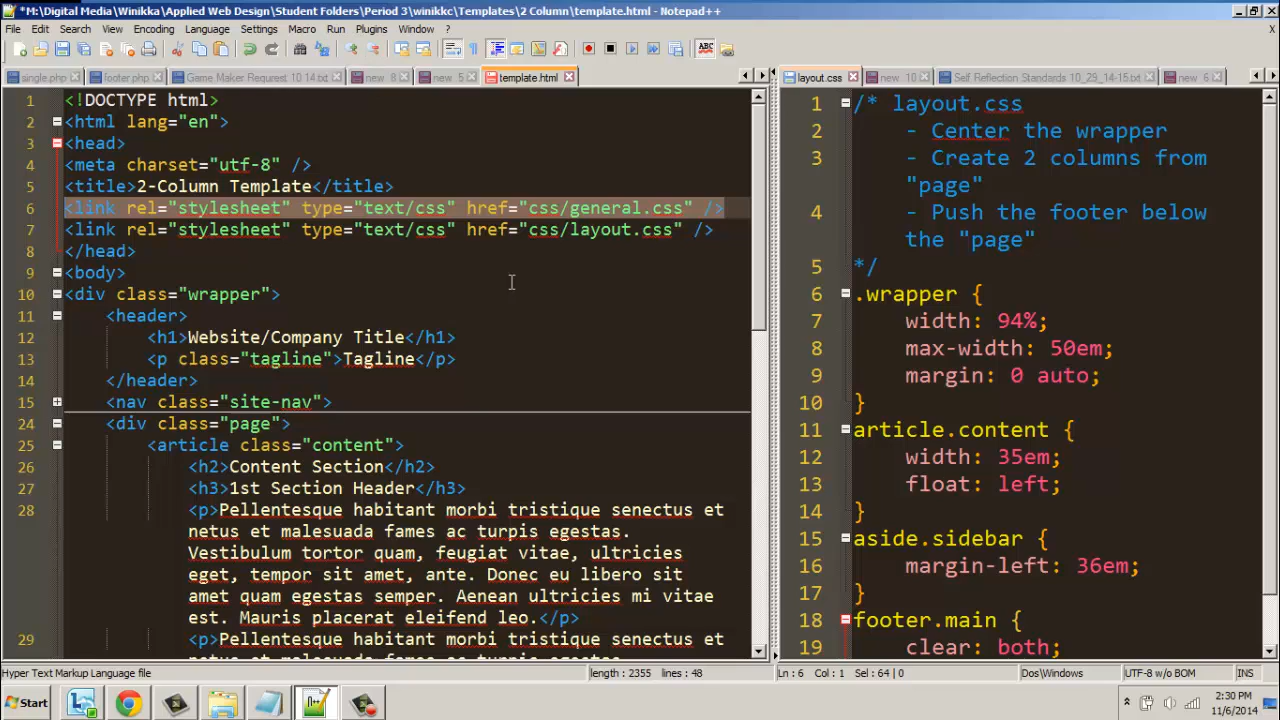 *M:\Digital Media\Winikka\Applied Web Design\Student Folders\Period 3\winikkc\Templates\2 Column\template.html - Notepad++
File Edit Search View Encoding Language Settings Macro Run Plugins Window ?
single.php footer.php Game Maker Requirest 10 14.txt new 8 new 5 template.html
layout.css new 10 Self Reflection Standards 10_29_14-15.txt new 6
1 <!DOCTYPE html>
2 <html lang="en">
3 <head>
4 <meta charset="utf-8" />
5 <title>2-Column Template</title>
6 <link rel="stylesheet" type="text/css" href="css/general.css" />
7 <link rel="stylesheet" type="text/css" href="css/layout.css" />
8 </head>
9 <body>
10 <div class="wrapper">
11 <header>
12 <h1>Website/Company Title</h1>
13 <p class="tagline">Tagline</p>
14 </header>
15 <nav class="site-nav">
24 <div class="page">
25 <article class="content">
26 <h2>Content Section</h2>
27 <h3>1st Section Header</h3>
28 <p>Pellentesque habitant morbi tristique senectus et
netus et malesuada fames ac turpis egestas.
Vestibulum tortor quam, feugiat vitae, ultricies
eget, tempor sit amet, ante. Donec eu libero sit
amet quam egestas semper. Aenean ultricies mi vitae
est. Mauris placerat eleifend leo.</p>
29 <p>Pellentesque habitant morbi tristique senectus et
netus et malesuada fames ac turpis egestas.
1 /* layout.css
2 - Center the wrapper
3 - Create 2 columns from
"page"
4 - Push the footer below
the "page"
5 */
6 .wrapper {
7 width: 94%;
8 max-width: 50em;
9 margin: 0 auto;
10 }
11 article.content {
12 width: 35em;
13 float: left;
14 }
15 aside.sidebar {
16 margin-left: 36em;
17 }
18 footer.main {
19 clear: both;
Hyper Text Markup Language file length : 2355 lines : 48 Ln : 6 Col : 1 Sel : 64 | 0 Dos\Windows UTF-8 w/o BOM INS
Start 2:30 PM
11/6/2014